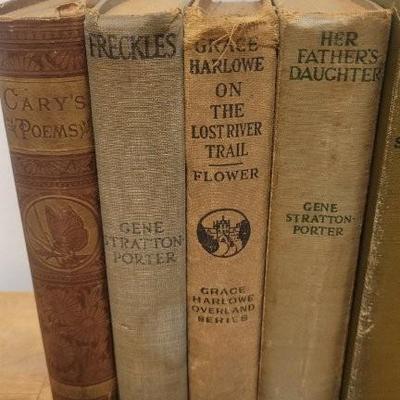 CARY'S
POEMS
FRECKLES
GENE
STRATTON-
PORTER
GRACE
HARLOWE
ON
THE
LOST RIVER
TRAIL
FLOWER
GRACE
HARLOWE
OVERLAND
SERIES
HER
FATHER'S
DAUGHTER
GENE
STRATTON-
PORTER